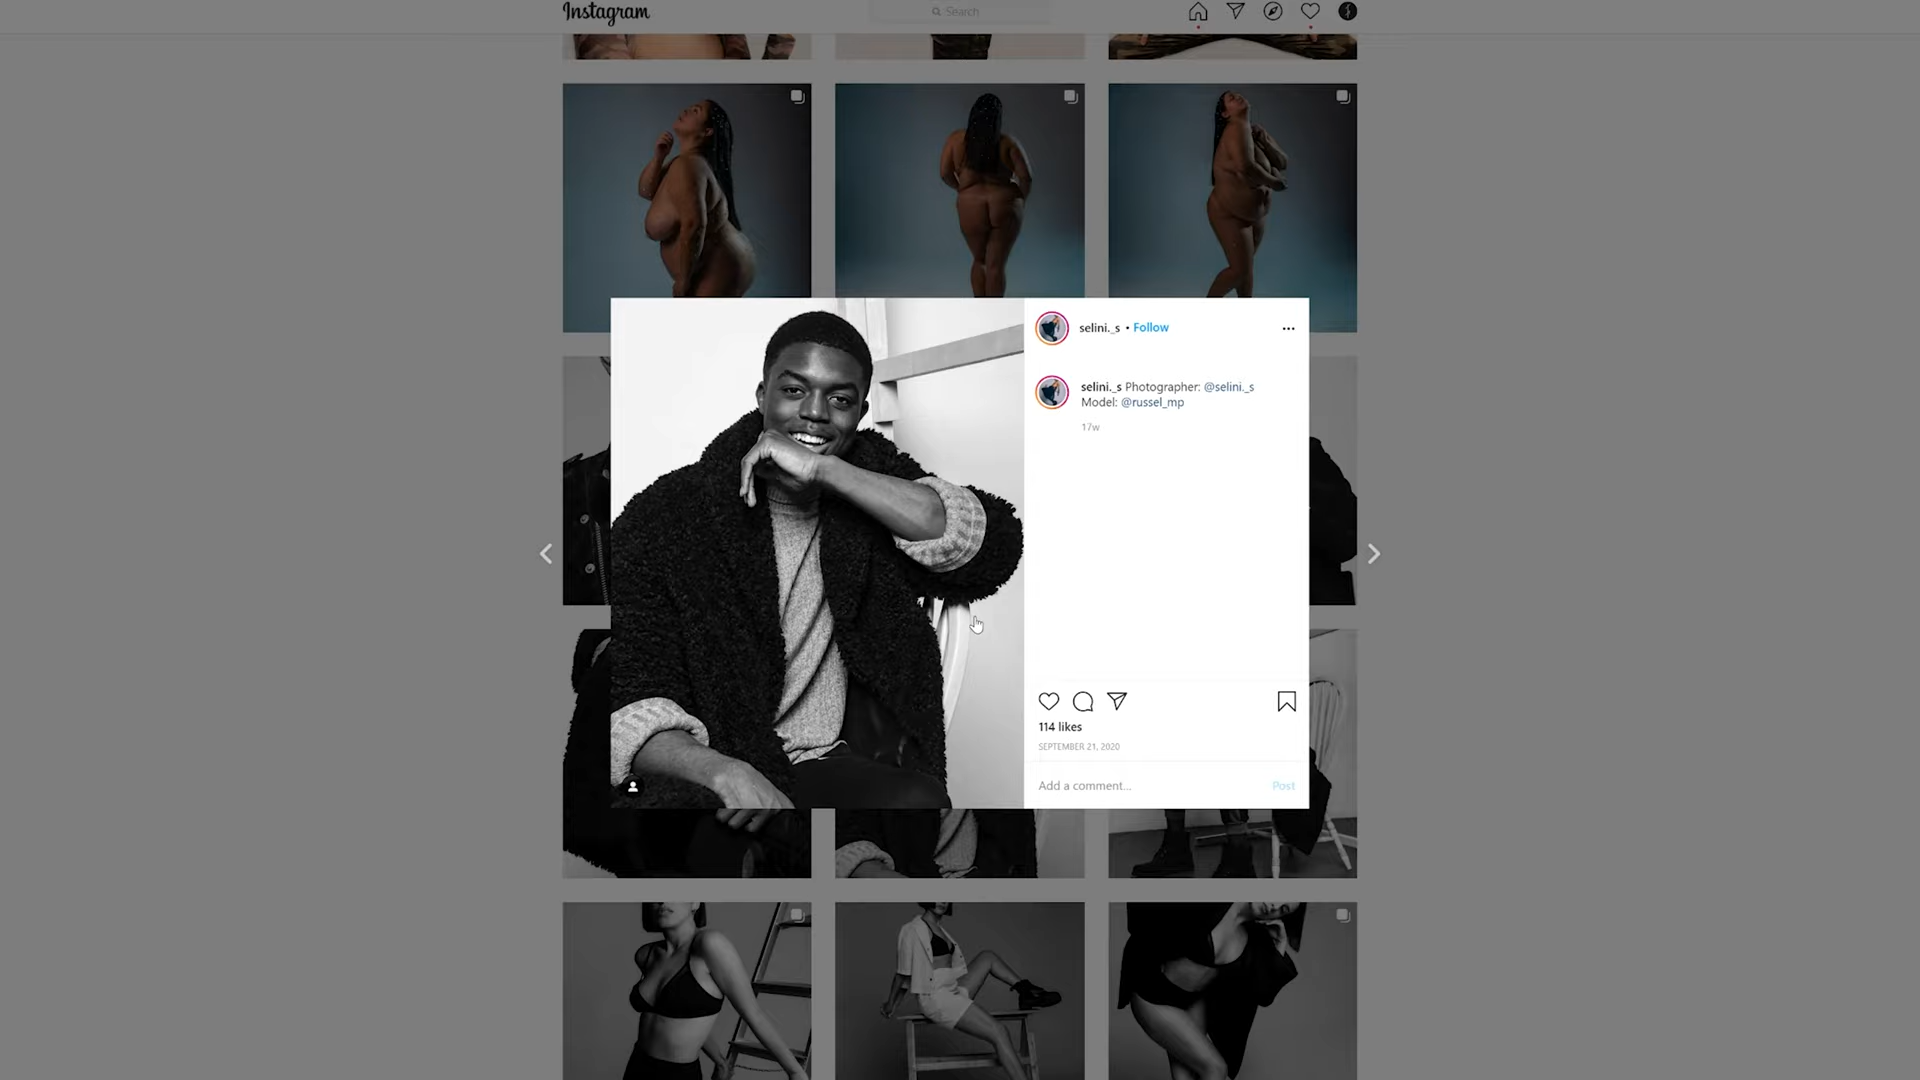 Instagram
Search
selini._s • Follow
selini._s Photographer: @selini._s
Model: @russel_mp
17w
114 likes
SEPTEMBER 21, 2020
Add a comment... Post